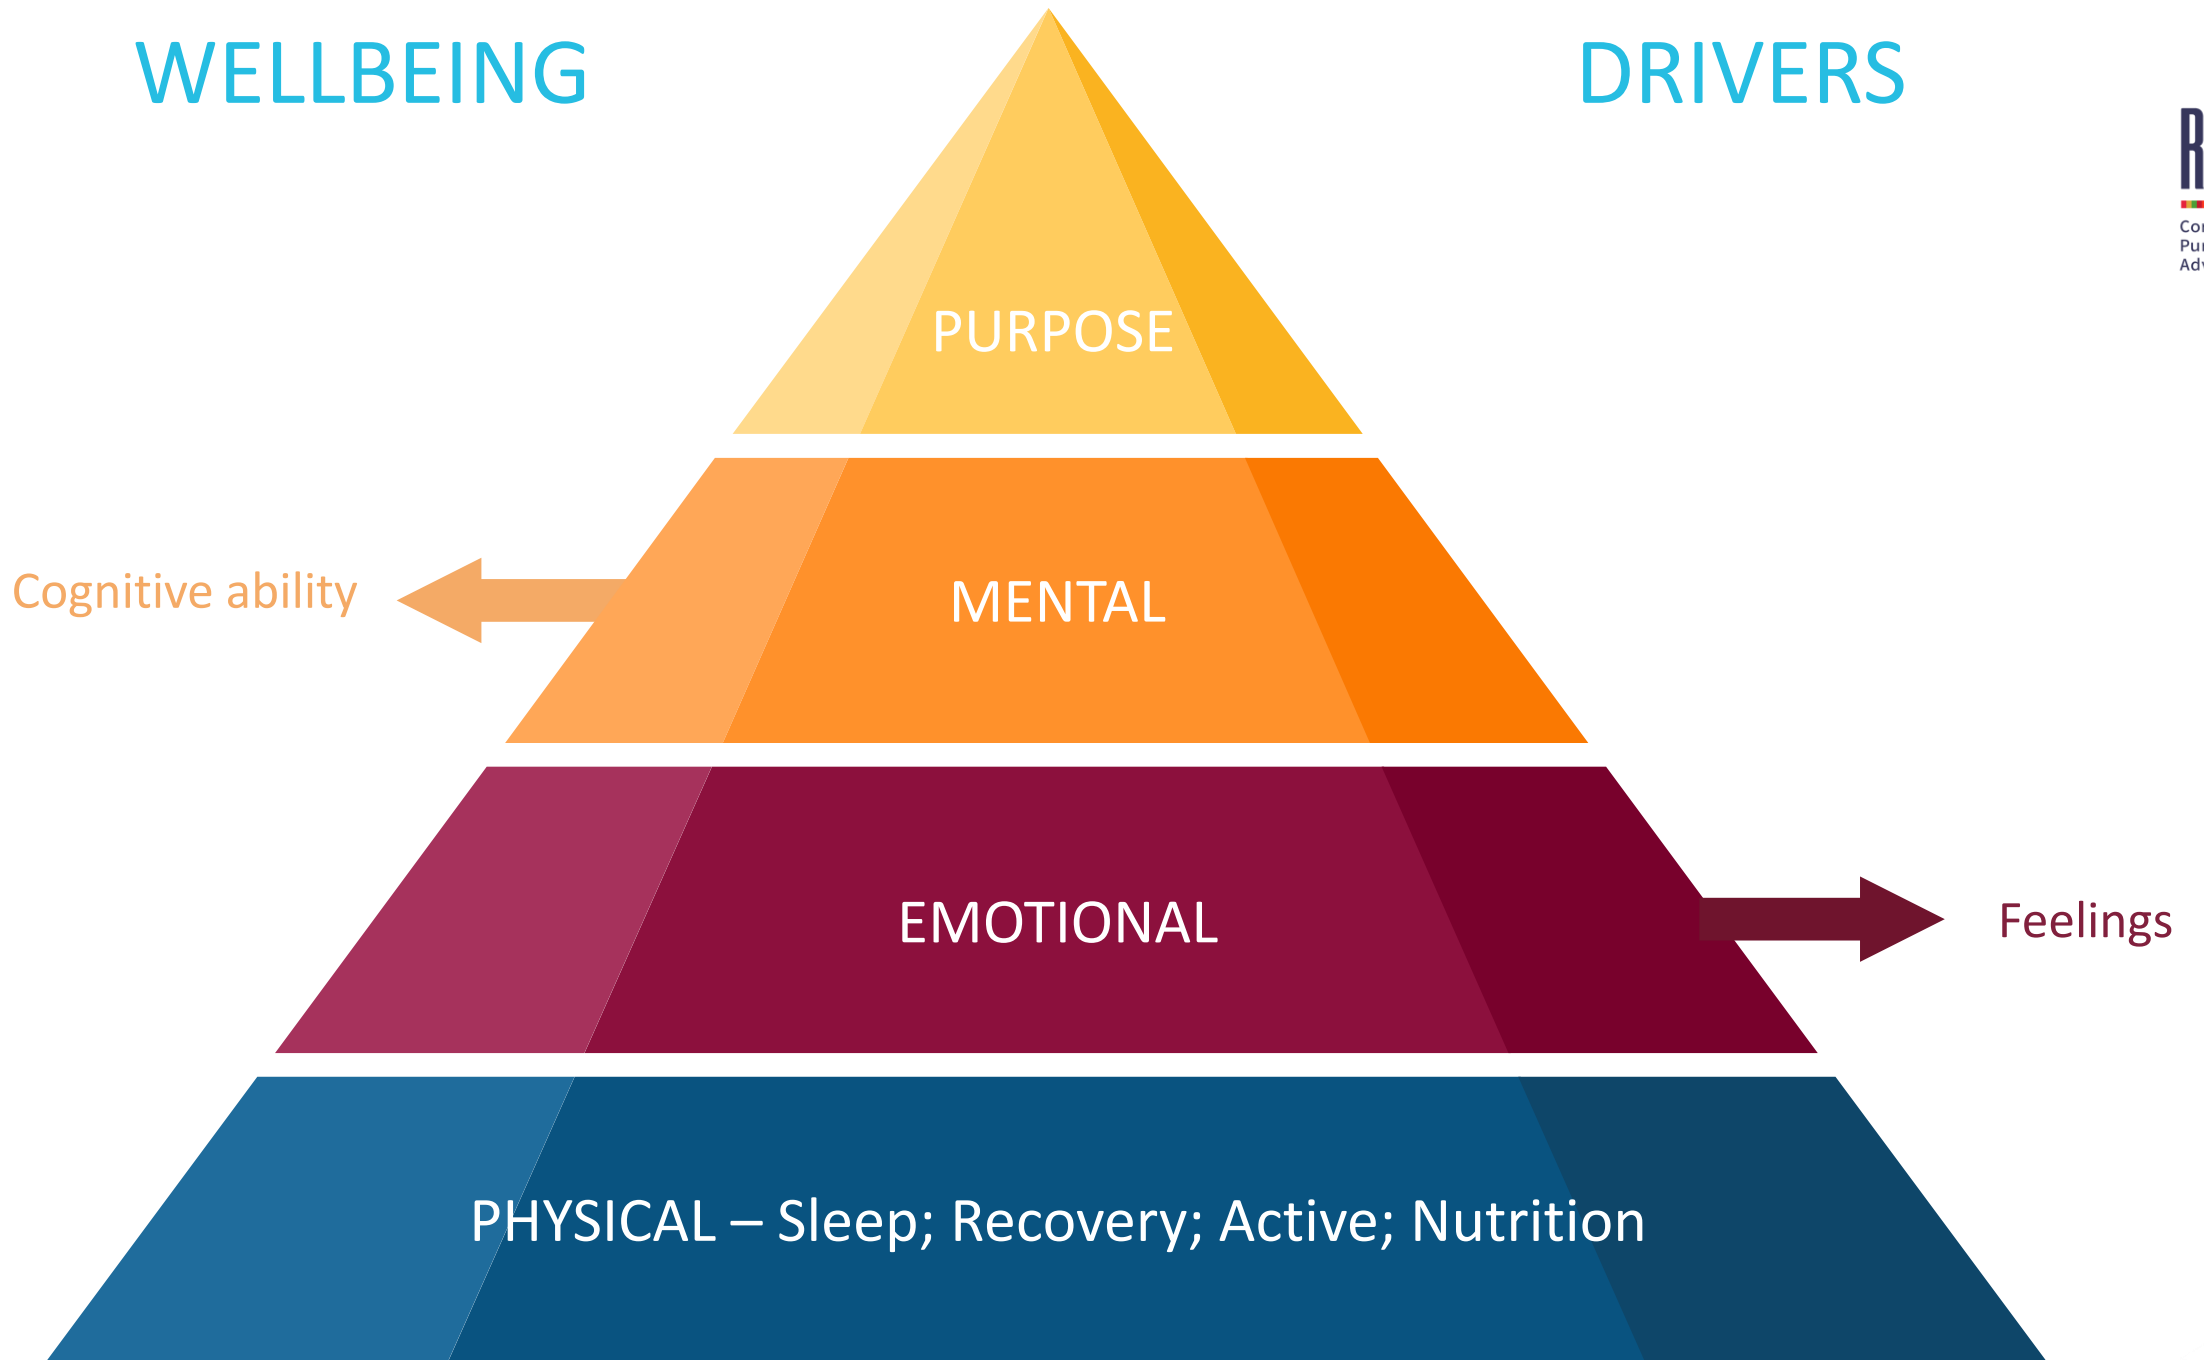 WELLBEING
DRIVERS
PURPOSE
Cognitive ability
MENTAL
EMOTIONAL
Feelings
PHYSICAL – Sleep; Recovery; Active; Nutrition